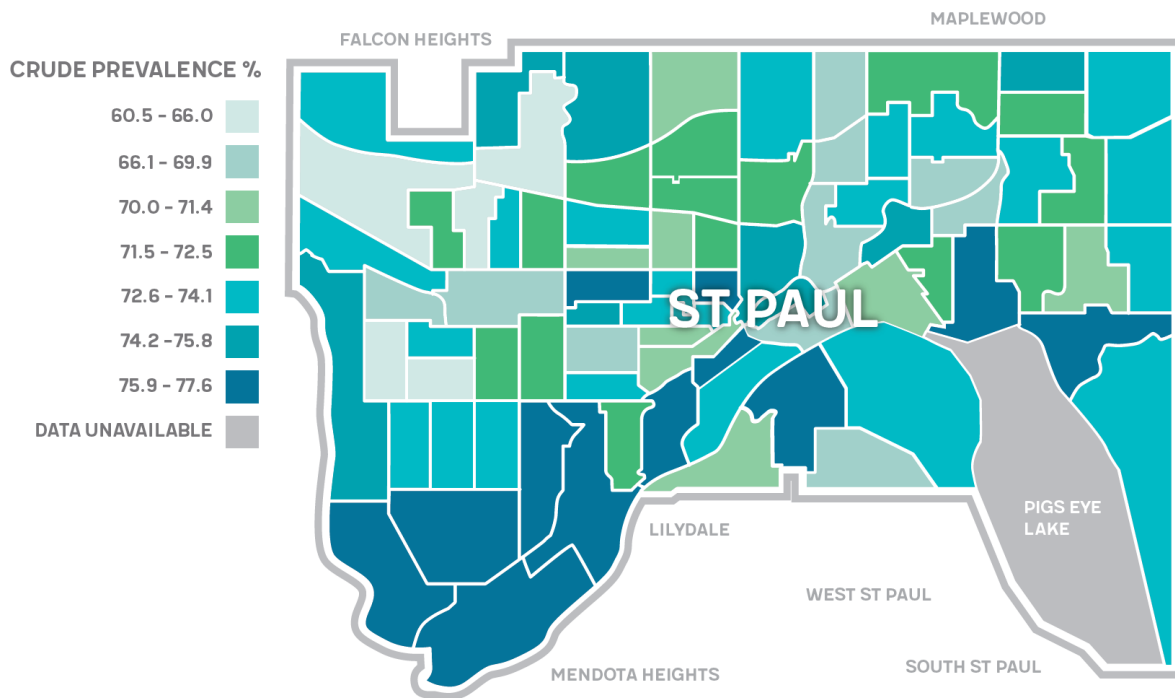 MAPLEWOOD
FALCON HEIGHTS
CRUDE PREVALENCE %
60.5 – 66.0
66.1 – 69.9
70.0 – 71.4
71.5 – 72.5
72.6 – 74.1
74.2 –75.8
75.9 – 77.6
DATA UNAVAILABLE
ST PAUL
PIGS EYE
LAKE
LILYDALE
WEST ST PAUL
SOUTH ST PAUL
MENDOTA HEIGHTS